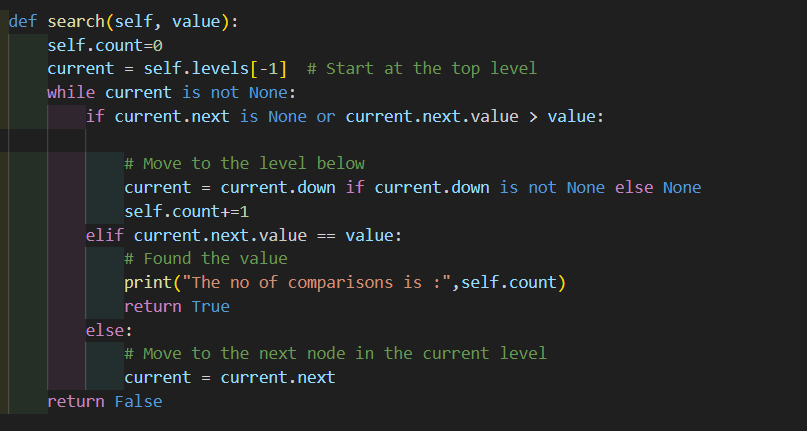 def search(self, value):
    self.count=0
    current = self.levels[-1]  # Start at the top level
    while current is not None:
        if current.next is None or current.next.value > value:

            # Move to the level below
            current = current.down if current.down is not None else None
            self.count+=1
        elif current.next.value == value:
            # Found the value
            print("The no of comparisons is :",self.count)
            return True
        else:
            # Move to the next node in the current level
            current = current.next
    return False